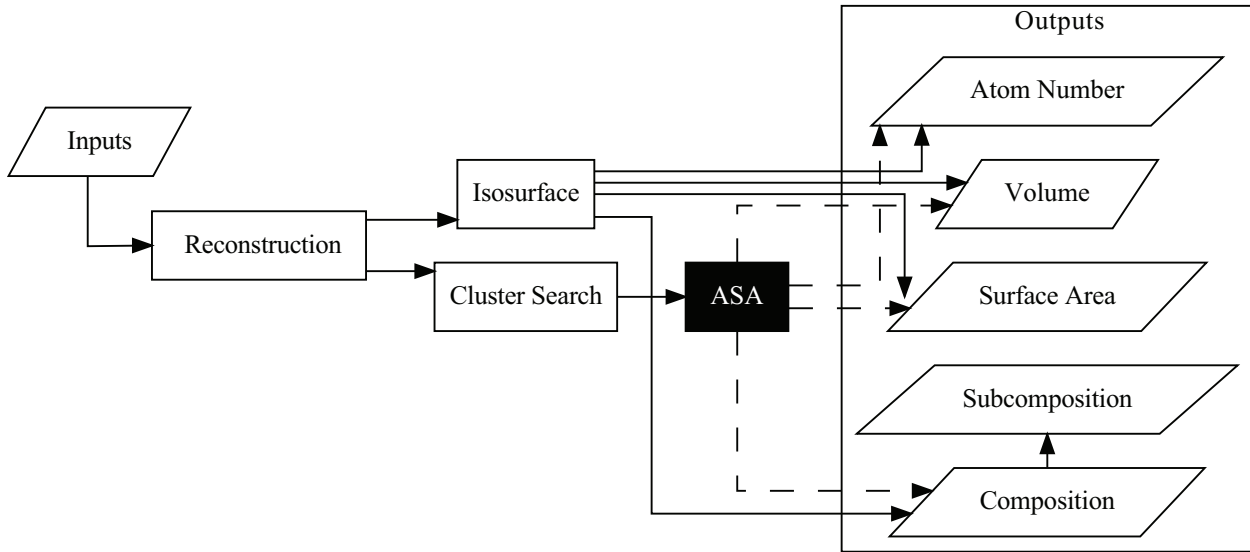 Outputs
Atom Number
Inputs
Isosurface
Volume
Reconstruction
Cluster Search
ASA
Surface Area
Subcomposition
Composition